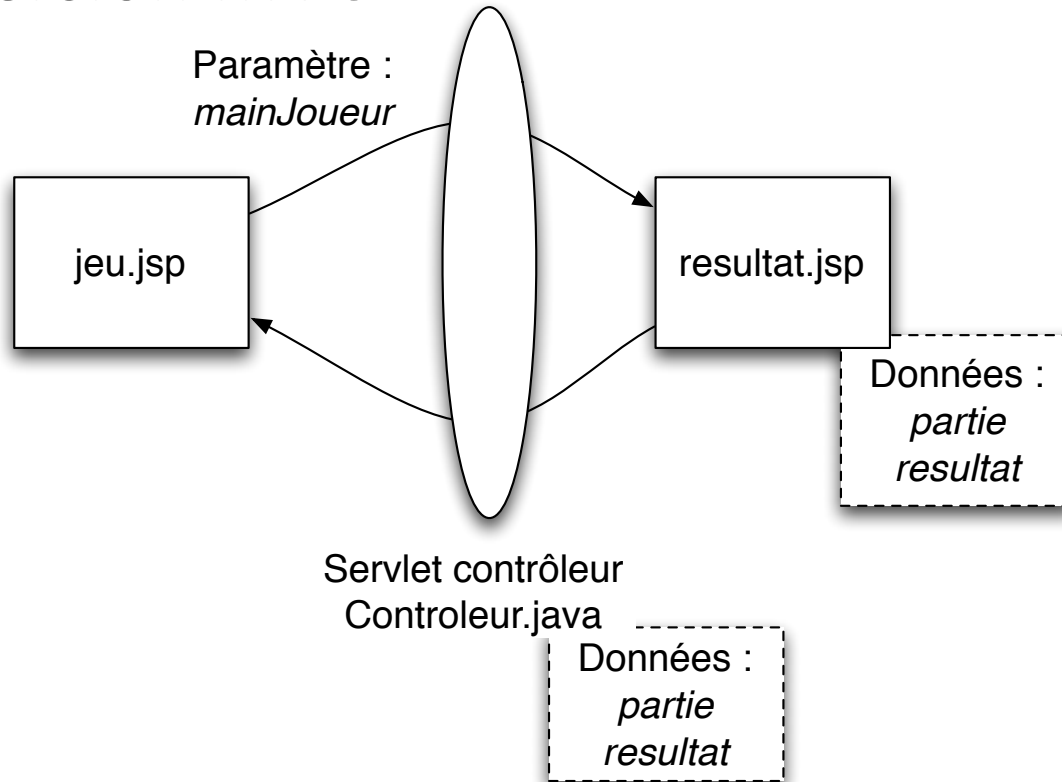 Paramètre :
mainJoueur
jeu.jsp
resultat.jsp
Données :
partie
resultat
Servlet contrôleur
Controleur.java
Données :
partie
resultat